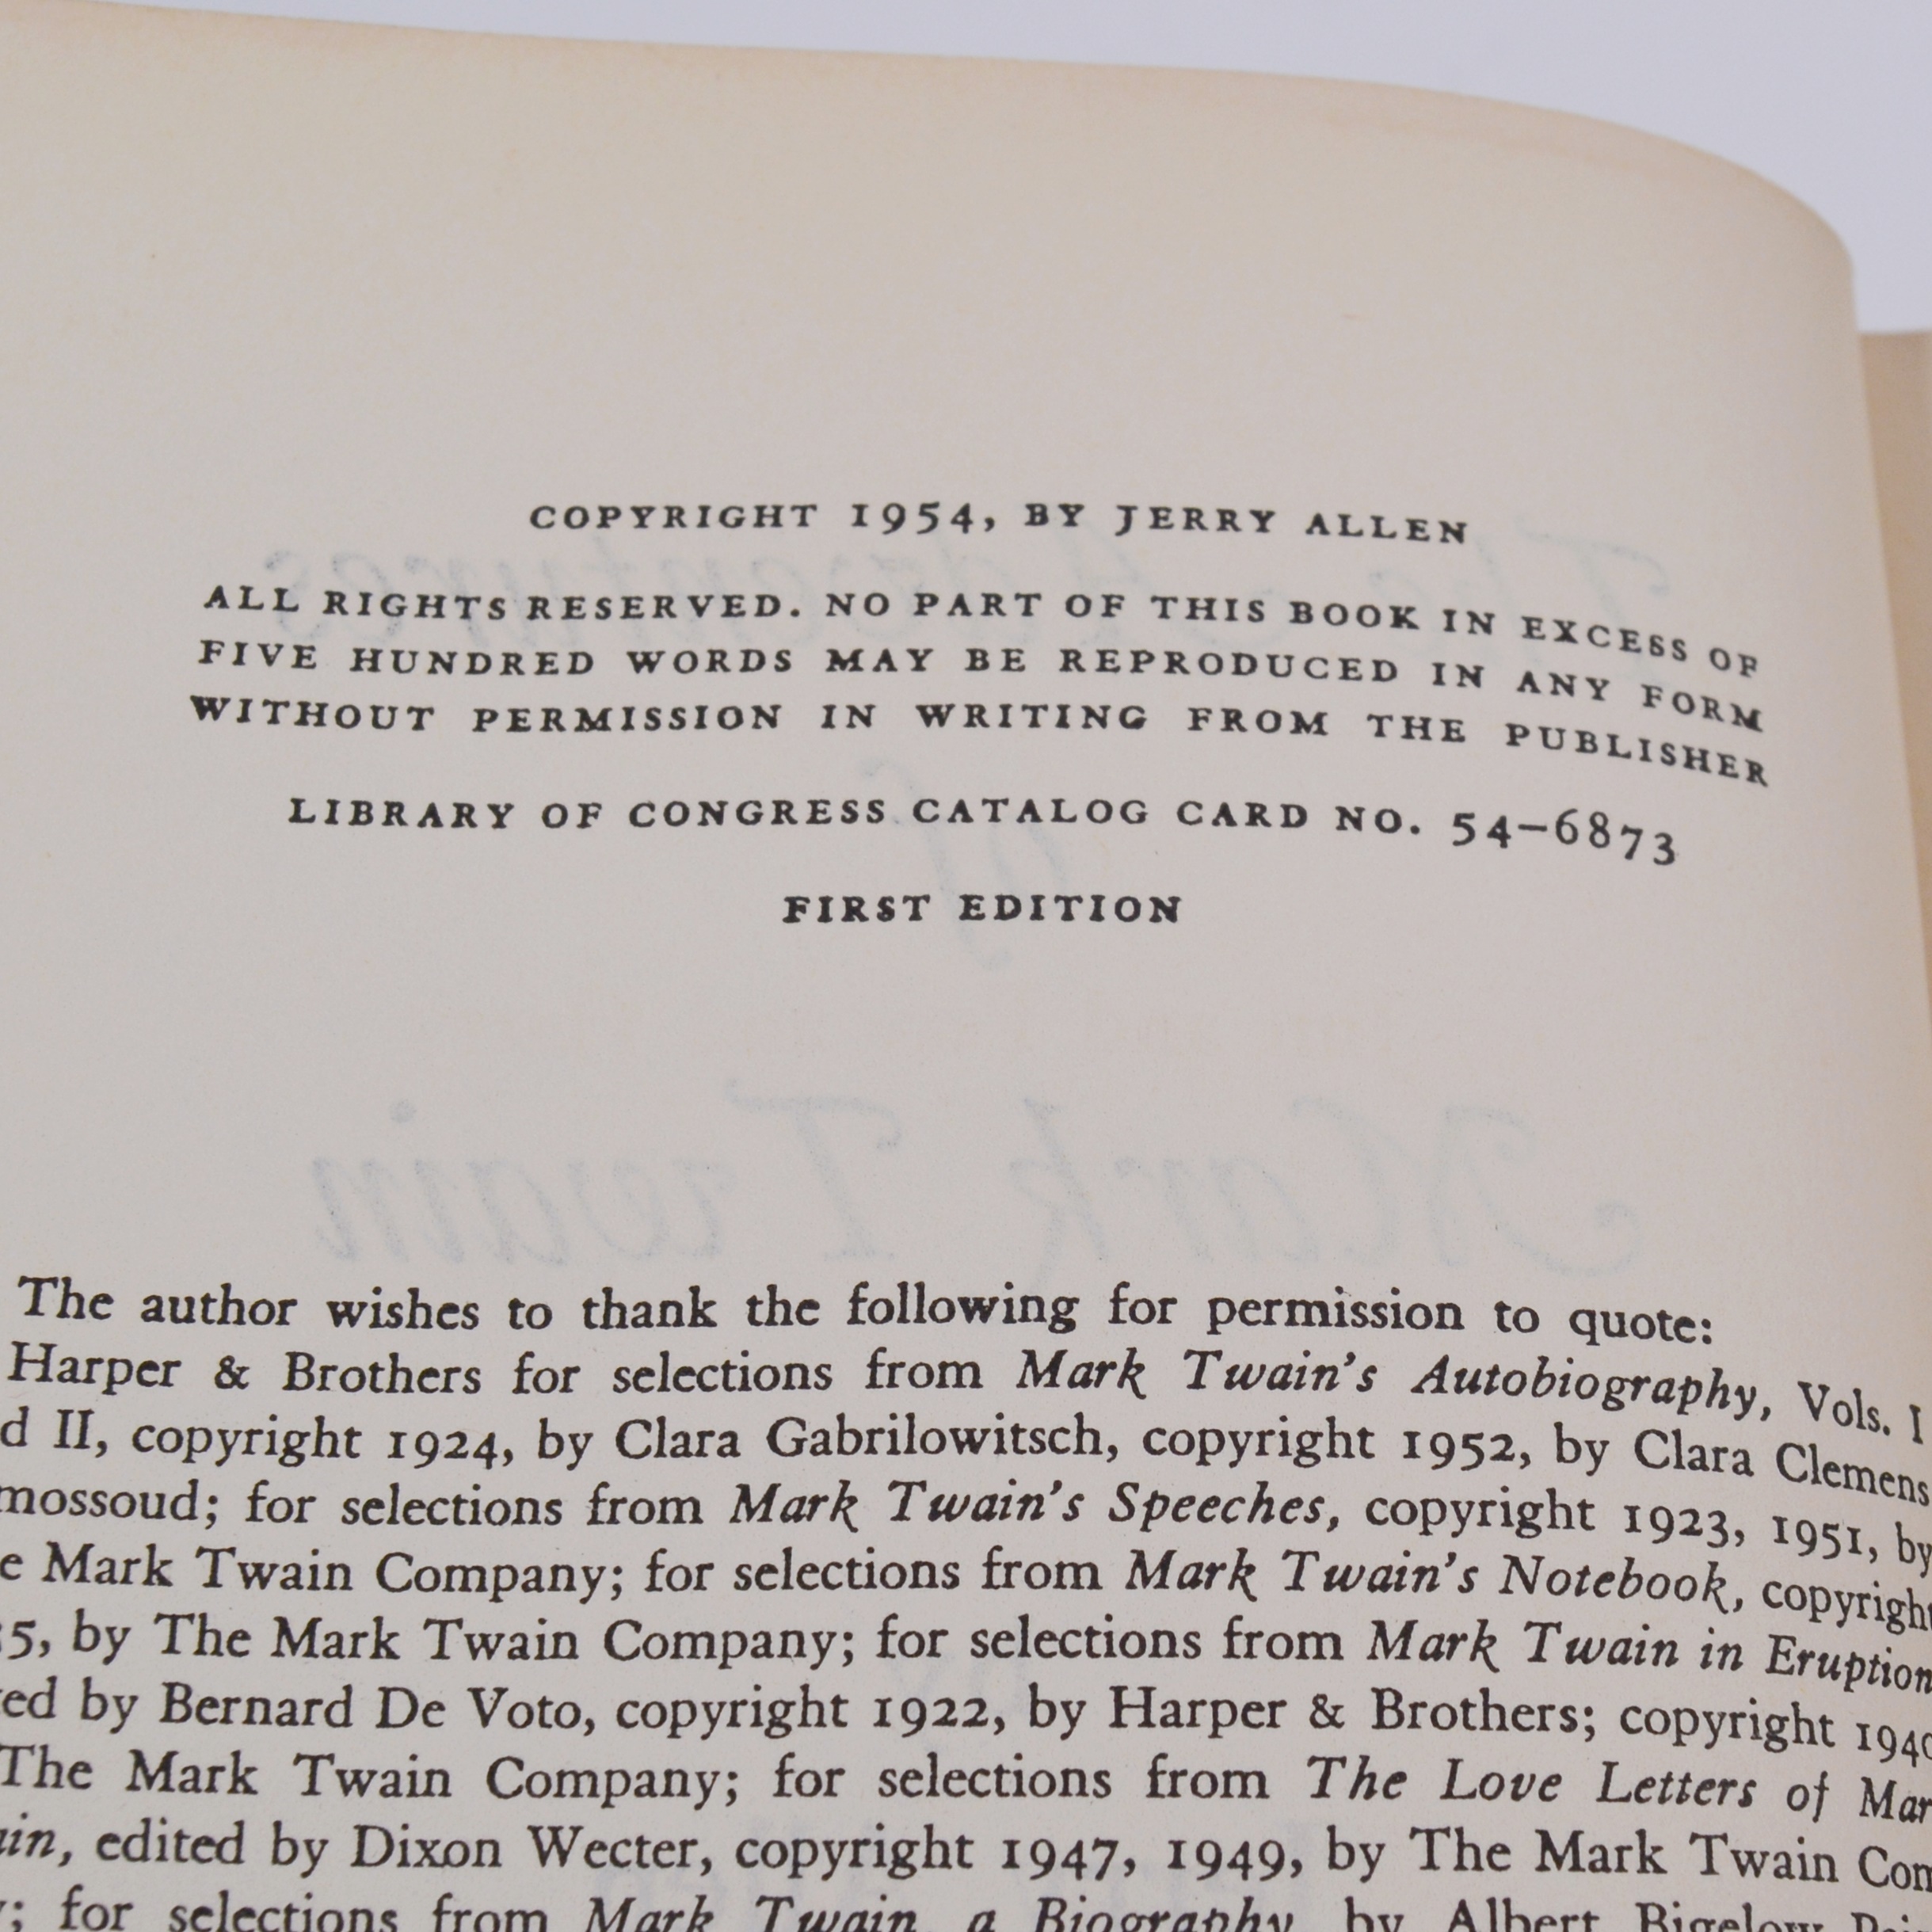 COPYRIGHT 1954, BY JERRY ALLEN
ALL RIGHTS RESERVED. NO PART OF THIS BOOK IN EXCESS OF
FIVE HUNDRED WORDS MAY BE REPRODUCED IN ANY FORM
WITHOUT PERMISSION IN WRITING FROM THE PUBLISHER
LIBRARY OF CONGRESS CATALOG CARD NO. 54–6873
FIRST EDITION
The author wishes to thank the following for permission to quote:
Harper & Brothers for selections from Mark Twain's Autobiography, Vols. I
d II, copyright 1924, by Clara Gabrilowitsch, copyright 1952, by Clara Clemens
mossoud; for selections from Mark Twain's Speeches, copyright 1923, 1951, by
e Mark Twain Company; for selections from Mark Twain's Notebook, copyright
5, by The Mark Twain Company; for selections from Mark Twain in Eruption
ed by Bernard De Voto, copyright 1922, by Harper & Brothers; copyright 1940
The Mark Twain Company; for selections from The Love Letters of Mar
in, edited by Dixon Wecter, copyright 1947, 1949, by The Mark Twain Com
; for selections from Mark Twain, a Biography, by Albert Bigelow